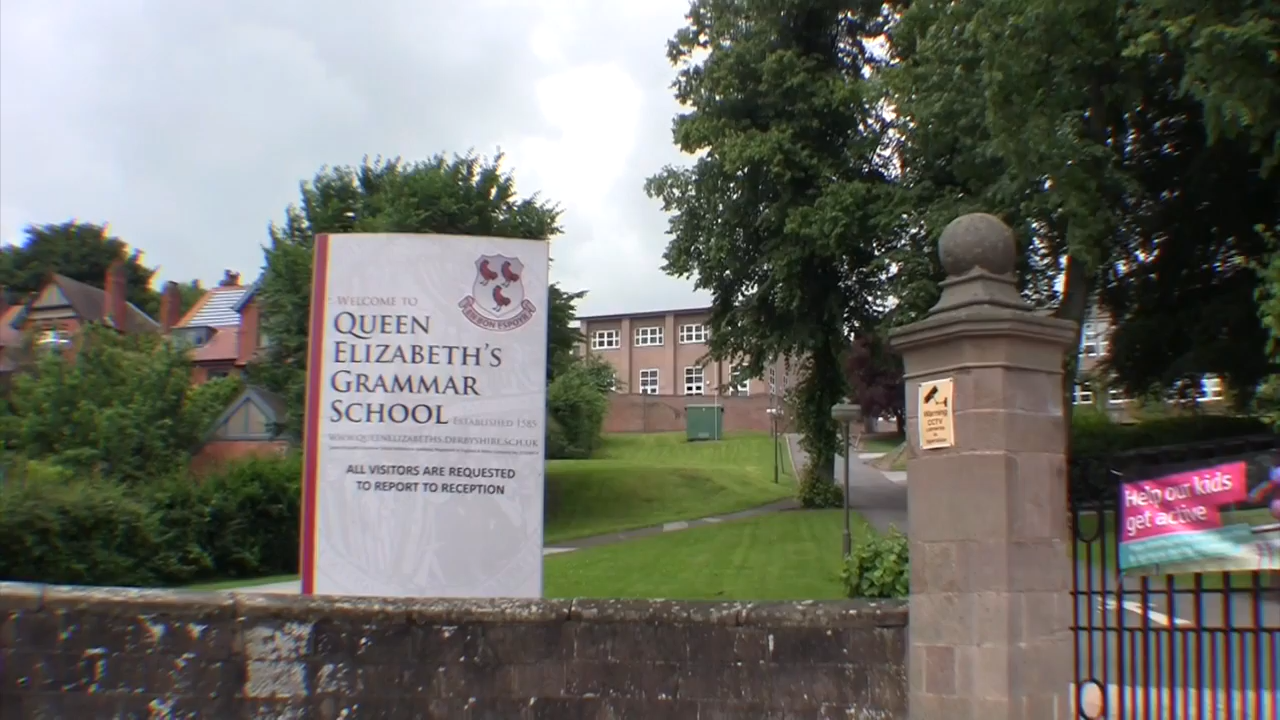 WELCOME TO
QUEEN
ELIZABETH'S
GRAMMAR
SCHOOL ESTABLISHED 1585
WWW.QUEENELIZABETHS.DERBYSHIRE.SCH.UK
ALL VISITORS ARE REQUESTED
TO REPORT TO RECEPTION
Warning
CCTV
Help our kids
get active